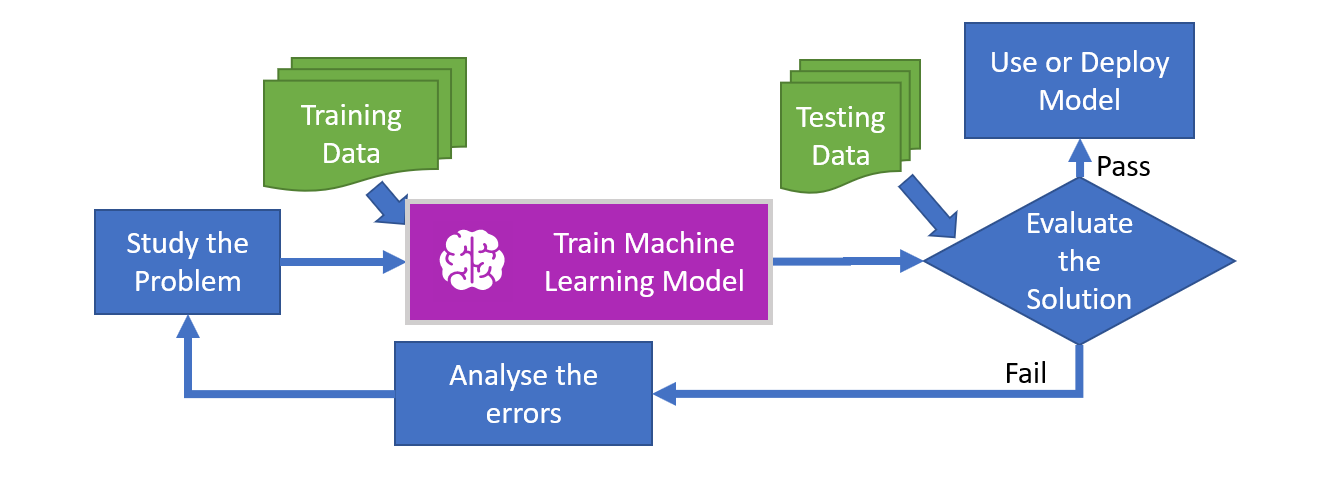 Training
Data
Testing
Data
Use or Deploy
Model
Pass
Study the
Problem
Train Machine
Learning Model
Evaluate
the
Solution
Fail
Analyse the
errors